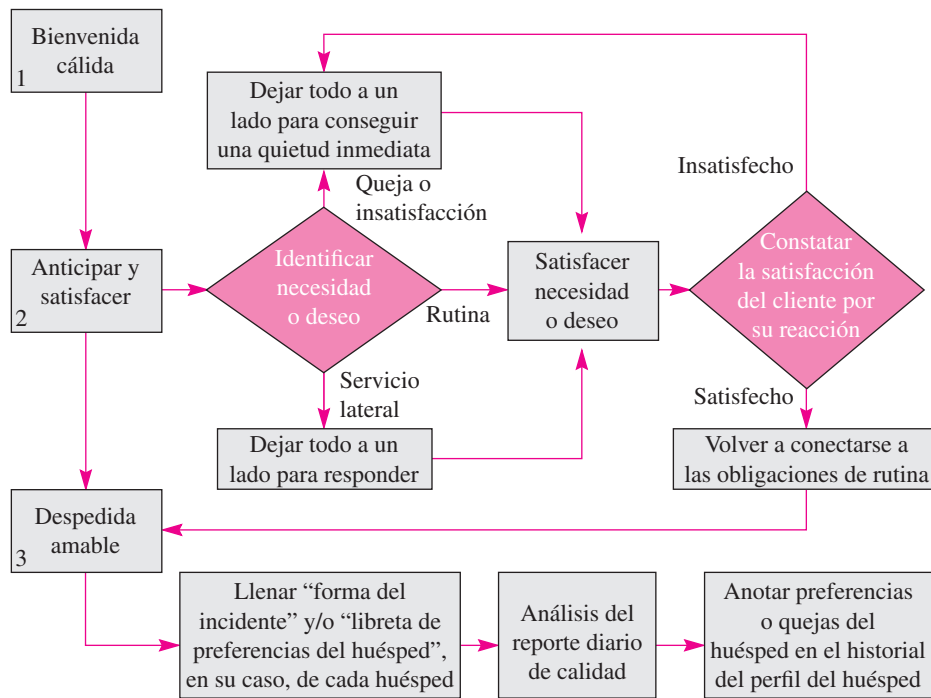 Bienvenida
cálida
1
Dejar todo a un
lado para conseguir
una quietud inmediata
Insatisfecho
Queja o
insatisfacción
Anticipar y
satisfacer
2
Identificar
necesidad
o deseo
Rutina
Satisfacer
necesidad
o deseo
Constatar
la satisfacción
del cliente por
su reacción
Servicio
lateral
Satisfecho
Dejar todo a un
lado para responder
Volver a conectarse a
las obligaciones de rutina
Despedida
amable
3
Llenar “forma del
incidente” y/o “libreta de
preferencias del huésped”,
en su caso, de cada huésped
Análisis del
reporte diario
de calidad
Anotar preferencias
o quejas del
huésped en el historial
del perfil del huésped